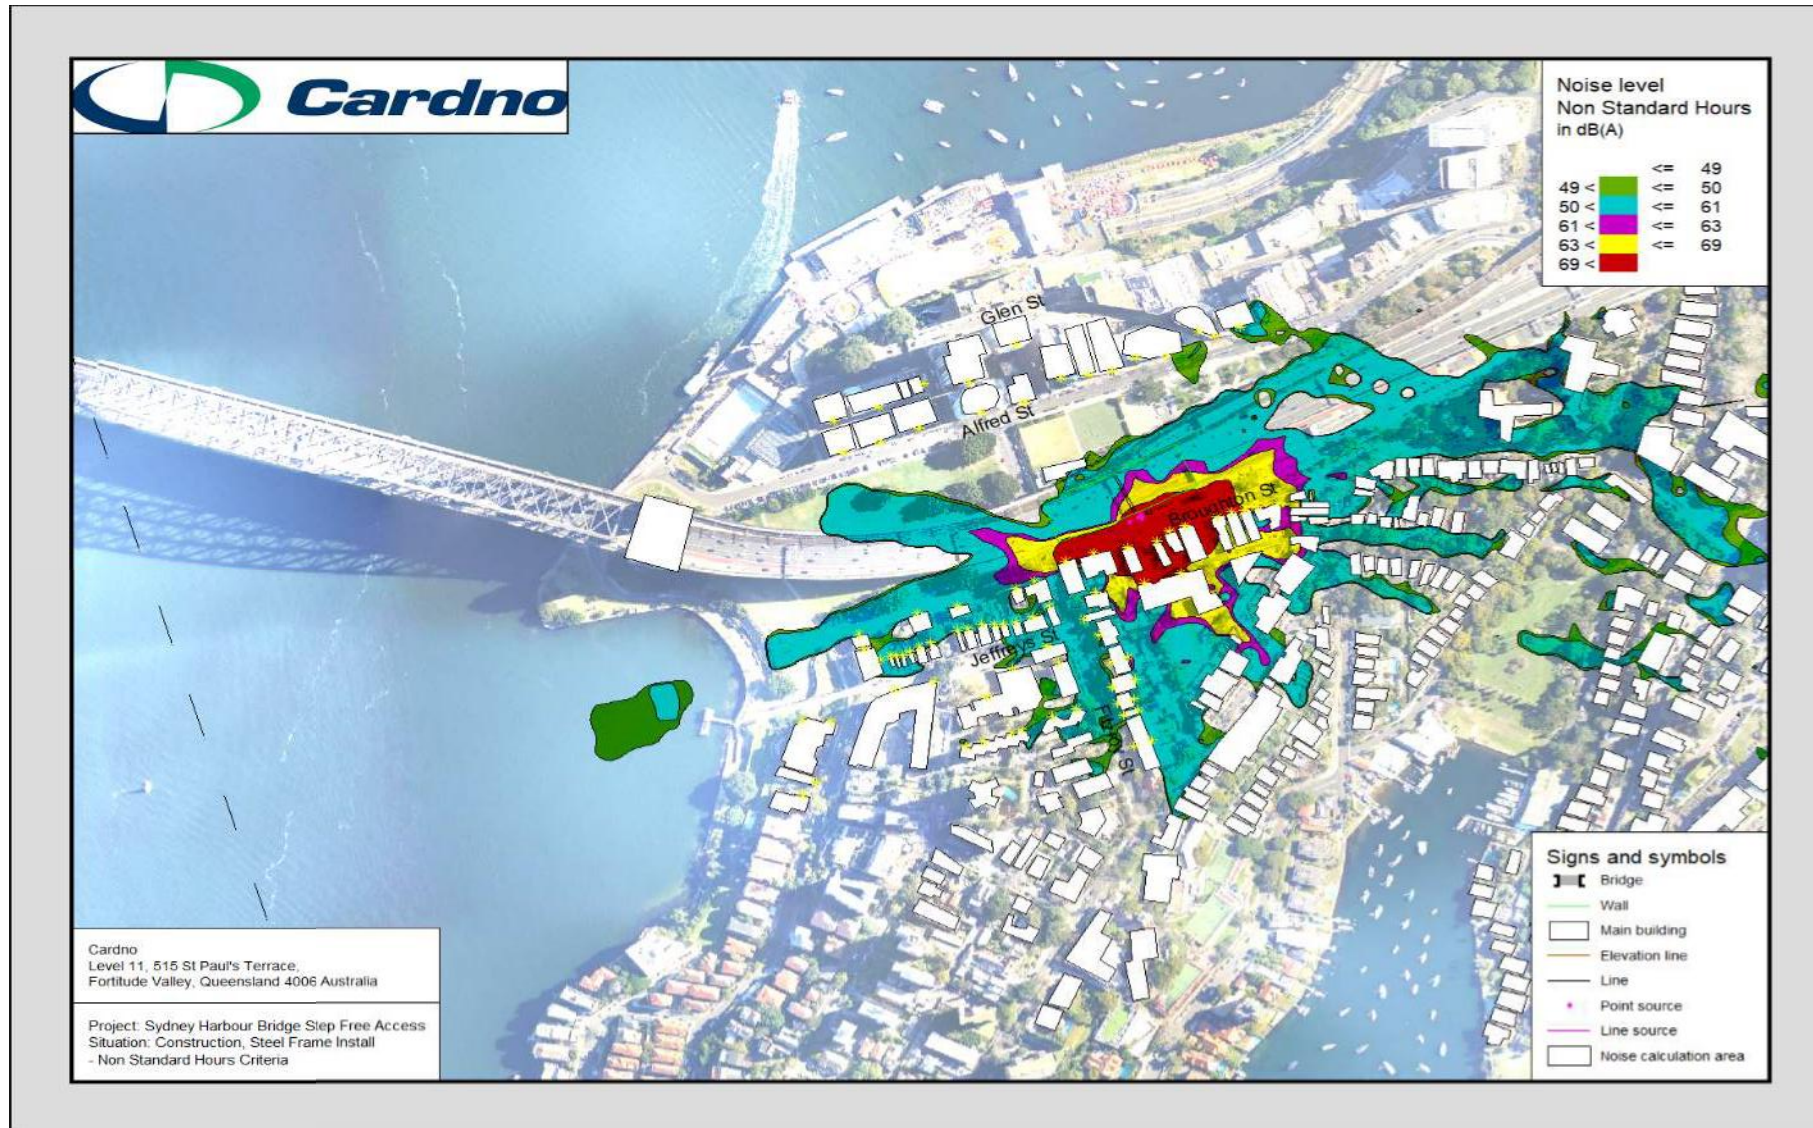 Cardno
Noise level
Non Standard Hours
in dB(A)
<= 49
49 < <= 50
50 < <= 61
61 < <= 63
63 < <= 69
69 <
Glen St
Alfred St
Broughton St
Jeffreys St
Fitzroy St
Signs and symbols
Bridge
Wall
Main building
Elevation line
Line
Point source
Line source
Noise calculation area
Cardno
Level 11, 515 St Paul's Terrace,
Fortitude Valley, Queensland 4006 Australia
Project: Sydney Harbour Bridge Step Free Access
Situation: Construction, Steel Frame Install
- Non Standard Hours Criteria